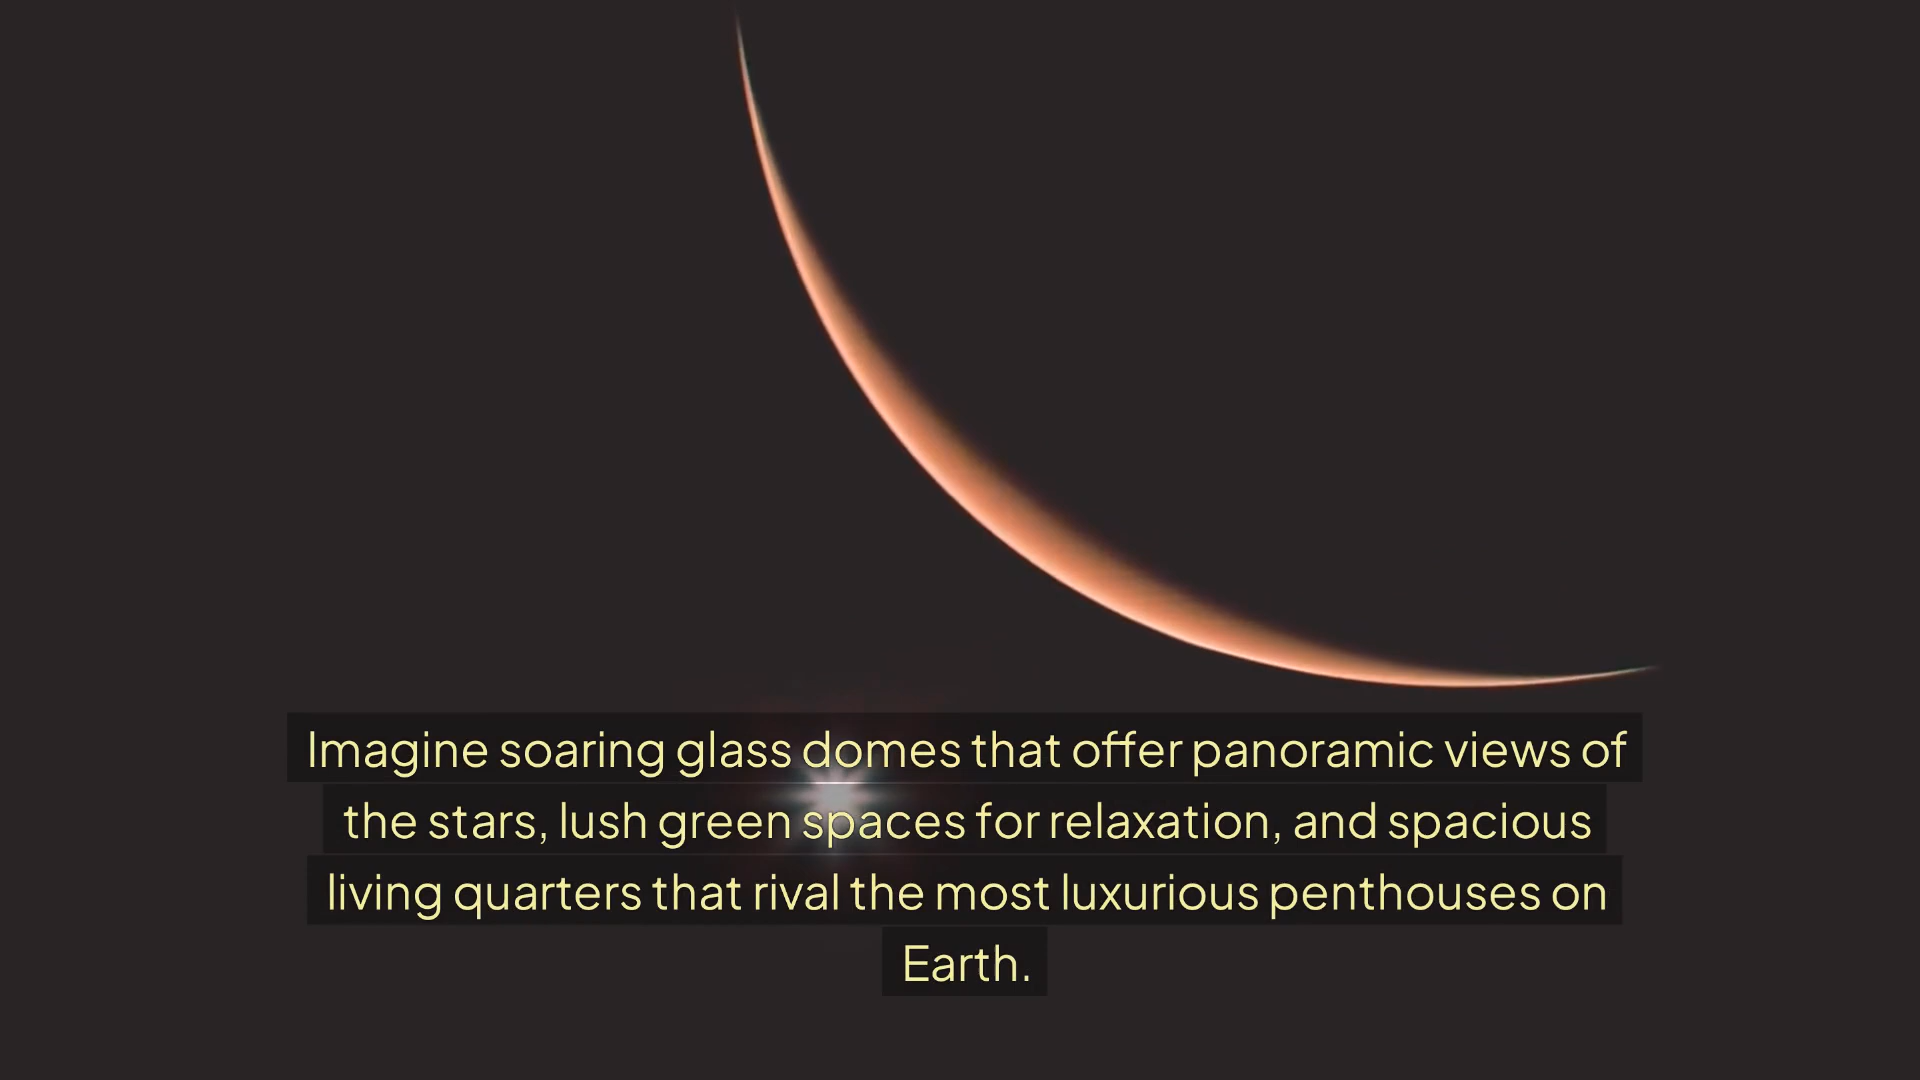 Imagine soaring glass domes that offer panoramic views of
the stars, lush green spaces for relaxation, and spacious
living quarters that rival the most luxurious penthouses on
Earth.